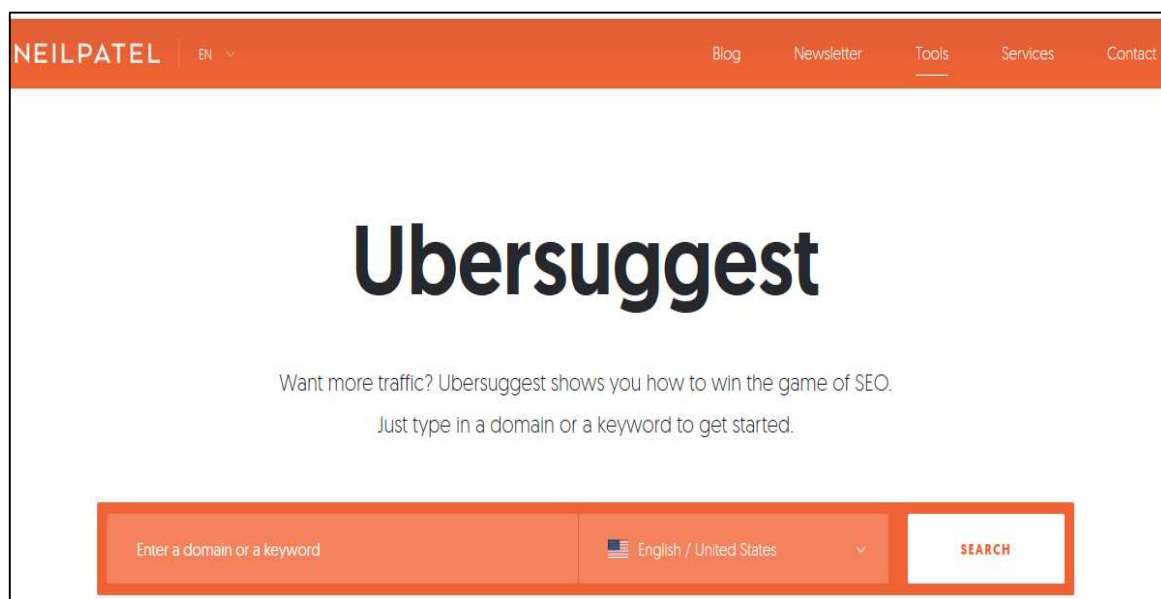 NEILPATEL EN Blog Newsletter Tools Services Contact
Ubersuggest
Want more traffic? Ubersuggest shows you how to win the game of SEO.
Just type in a domain or a keyword to get started.
Enter a domain or a keyword English / United States SEARCH